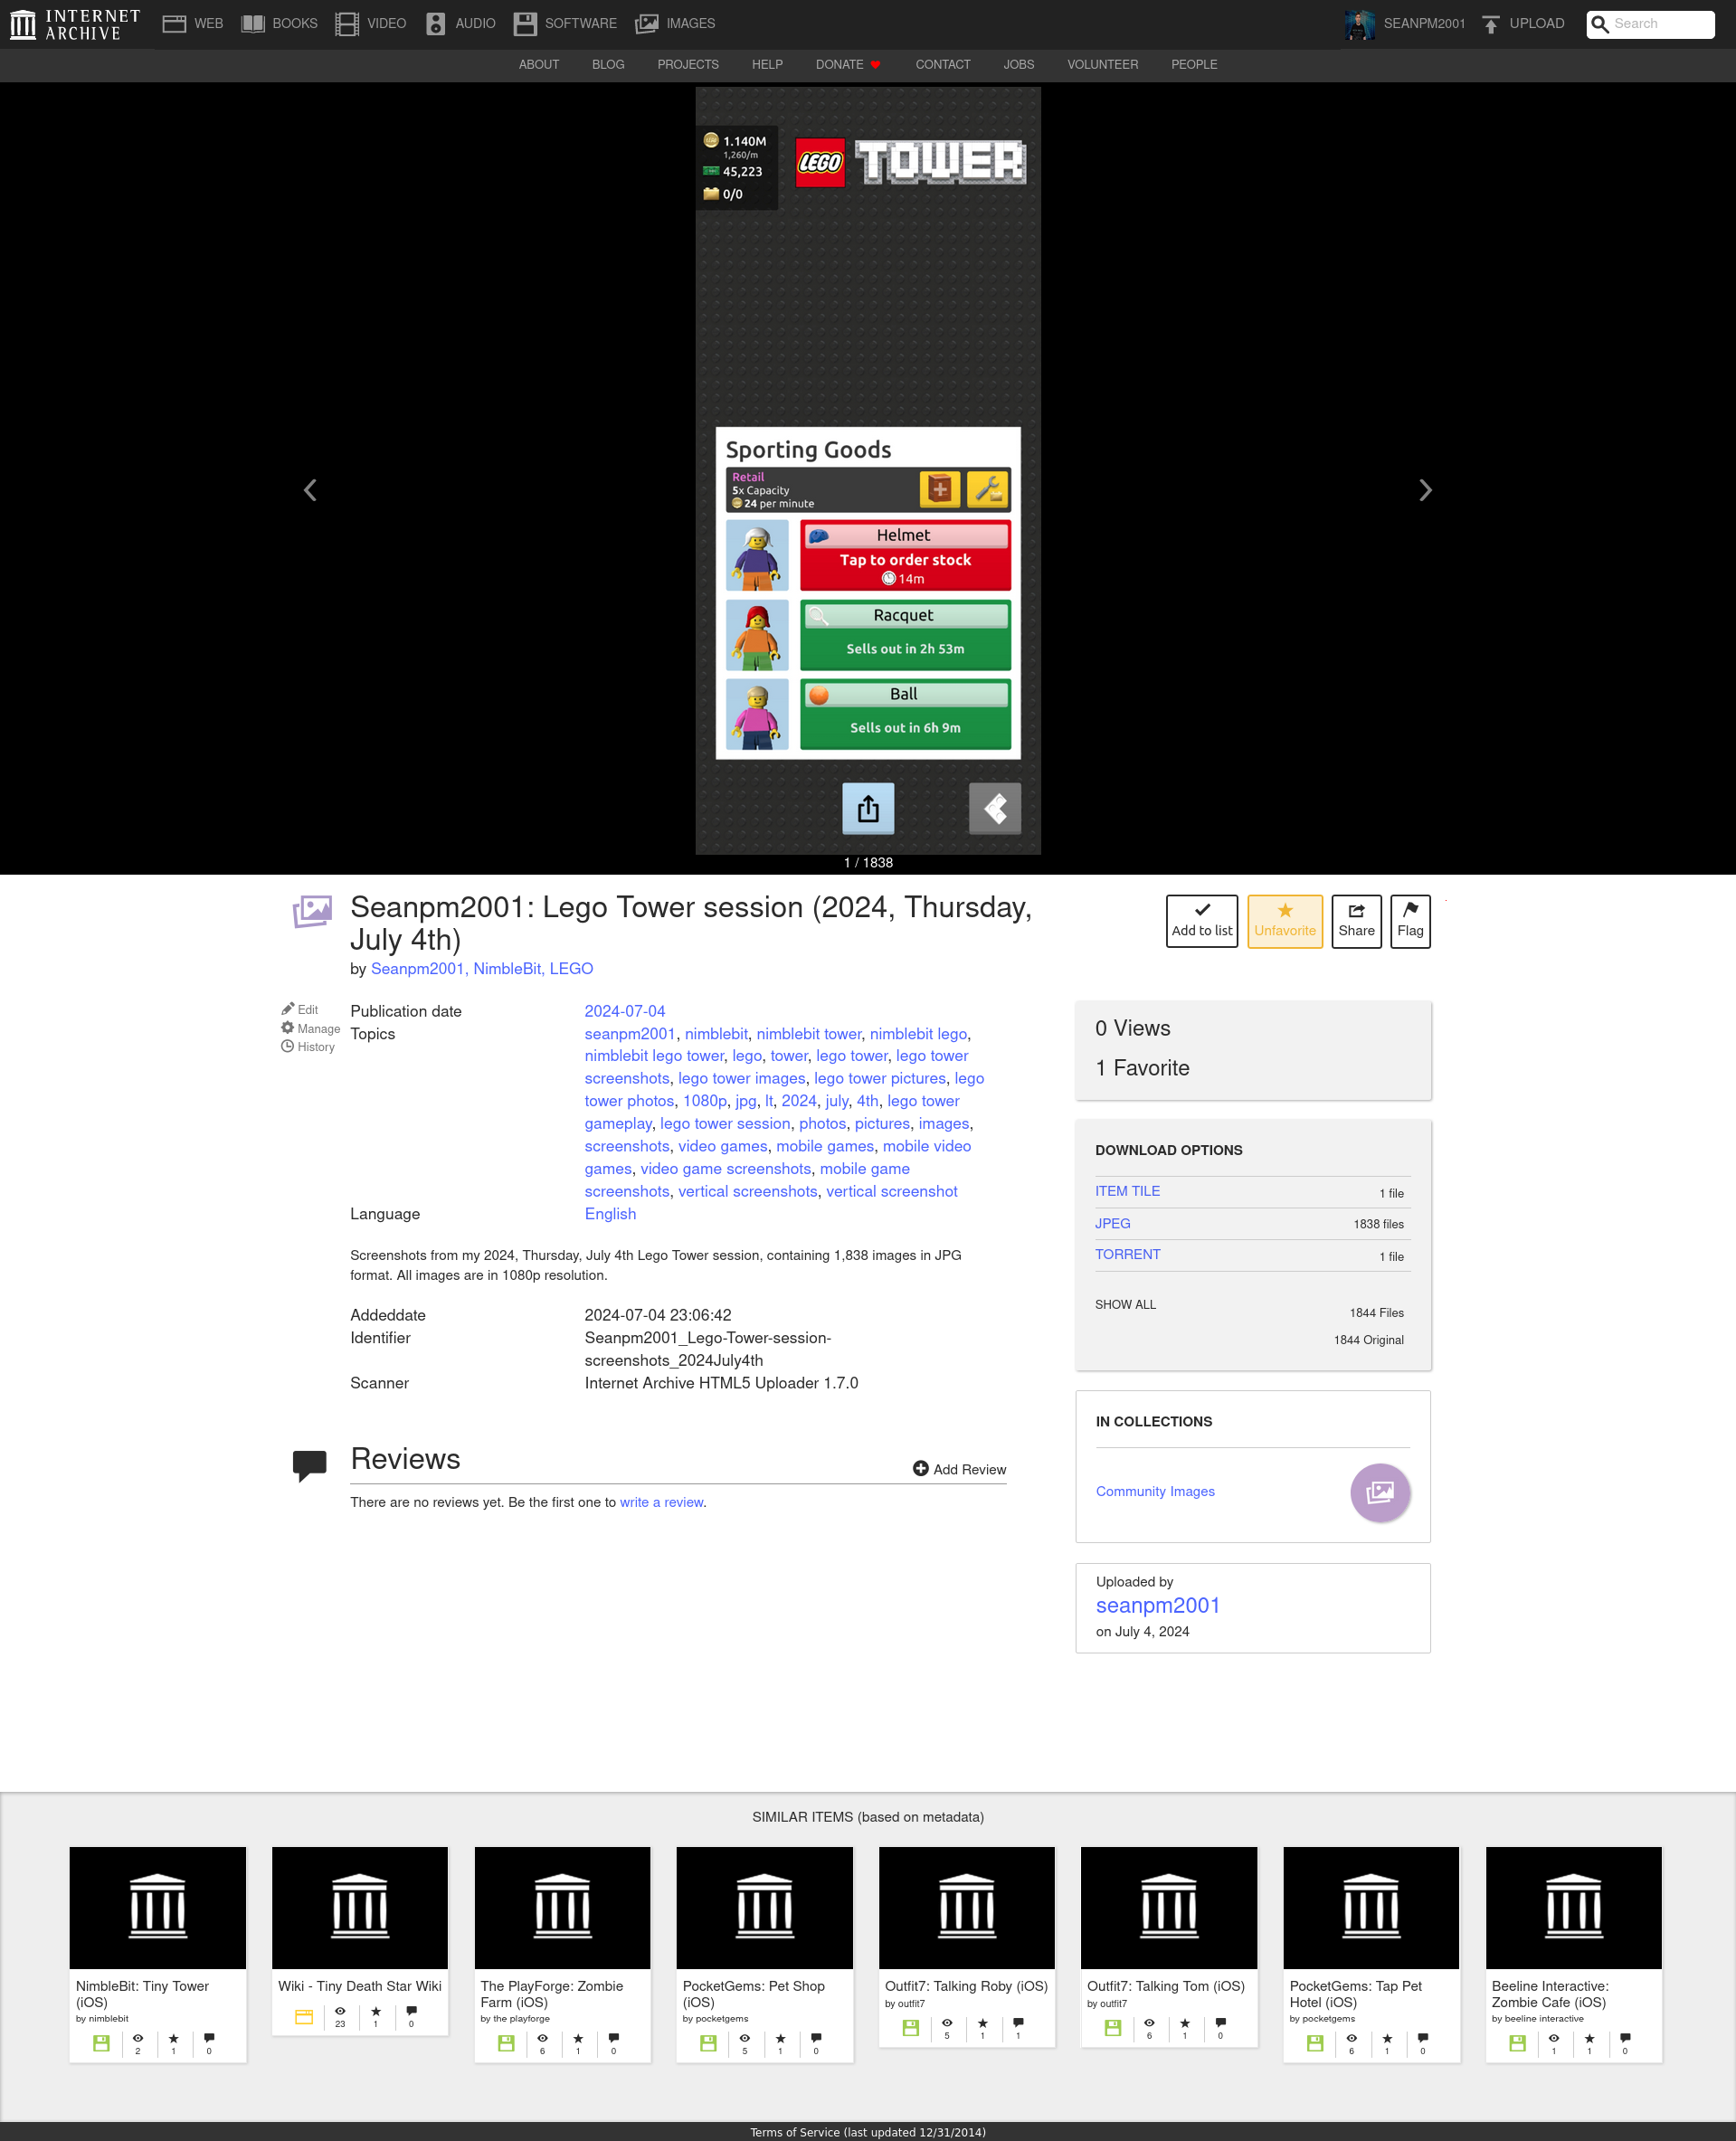 INTERNET ARCHIVE
WEB
BOOKS
VIDEO
AUDIO
SOFTWARE
IMAGES
SEANPM2001
UPLOAD
Search
ABOUT
BLOG
PROJECTS
HELP
DONATE
CONTACT
JOBS
VOLUNTEER
PEOPLE
1.140M
1,260/m
45,223
0/0
LEGO TOWER
Sporting Goods
Retail
5x Capacity
24 per minute
Helmet
Tap to order stock
14m
Racquet
Sells out in 2h 53m
Ball
Sells out in 6h 9m
1 / 1838
Seanpm2001: Lego Tower session (2024, Thursday,
July 4th)
by Seanpm2001, NimbleBit, LEGO
Add to list
Unfavorite
Share
Flag
Edit
Manage
History
Publication date 2024-07-04
Topics seanpm2001, nimblebit, nimblebit tower, nimblebit lego,
nimblebit lego tower, lego, tower, lego tower, lego tower
screenshots, lego tower images, lego tower pictures, lego
tower photos, 1080p, jpg, lt, 2024, july, 4th, lego tower
gameplay, lego tower session, photos, pictures, images,
screenshots, video games, mobile games, mobile video
games, video game screenshots, mobile game
screenshots, vertical screenshots, vertical screenshot
Language English
Screenshots from my 2024, Thursday, July 4th Lego Tower session, containing 1,838 images in JPG
format. All images are in 1080p resolution.
Addeddate 2024-07-04 23:06:42
Identifier Seanpm2001_Lego-Tower-session-
screenshots_2024July4th
Scanner Internet Archive HTML5 Uploader 1.7.0
Reviews
Add Review
There are no reviews yet. Be the first one to write a review.
0 Views
1 Favorite
DOWNLOAD OPTIONS
ITEM TILE 1 file
JPEG 1838 files
TORRENT 1 file
SHOW ALL 1844 Files
1844 Original
IN COLLECTIONS
Community Images
Uploaded by
seanpm2001
on July 4, 2024
SIMILAR ITEMS (based on metadata)
NimbleBit: Tiny Tower
(iOS)
by nimblebit
2 1 0
Wiki - Tiny Death Star Wiki
23 1 0
The PlayForge: Zombie
Farm (iOS)
by the playforge
6 1 0
PocketGems: Pet Shop
(iOS)
by pocketgems
5 1 0
Outfit7: Talking Roby (iOS)
by outfit7
5 1 1
Outfit7: Talking Tom (iOS)
by outfit7
6 1 0
PocketGems: Tap Pet
Hotel (iOS)
by pocketgems
6 1 0
Beeline Interactive:
Zombie Cafe (iOS)
by beeline interactive
1 1 0
Terms of Service (last updated 12/31/2014)